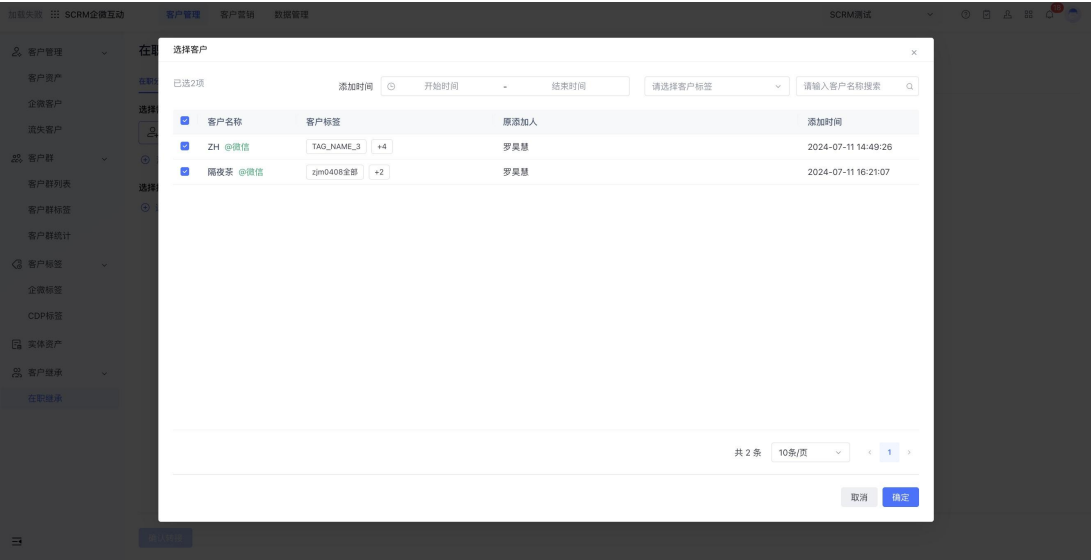 加载失败 SCRM企微互动 客户管理 客户营销 数据管理 SCRM测试 15
客户管理
客户资产
企微客户
流失客户
客户群
客户群列表
客户群标签
客户群统计
客户标签
企微标签
CDP标签
实体资产
客户继承
在职继承
在职
选择
选择
选择客户 ×
已选2项 添加时间 开始时间 - 结束时间 请选择客户标签 请输入客户名称搜索
客户名称 客户标签 原添加人 添加时间
ZH @微信 TAG_NAME_3 +4 罗昊慧 2024-07-11 14:49:26
隔夜茶 @微信 zjm0408全部 +2 罗昊慧 2024-07-11 16:21:07
共 2 条 10条/页 1
取消 确定